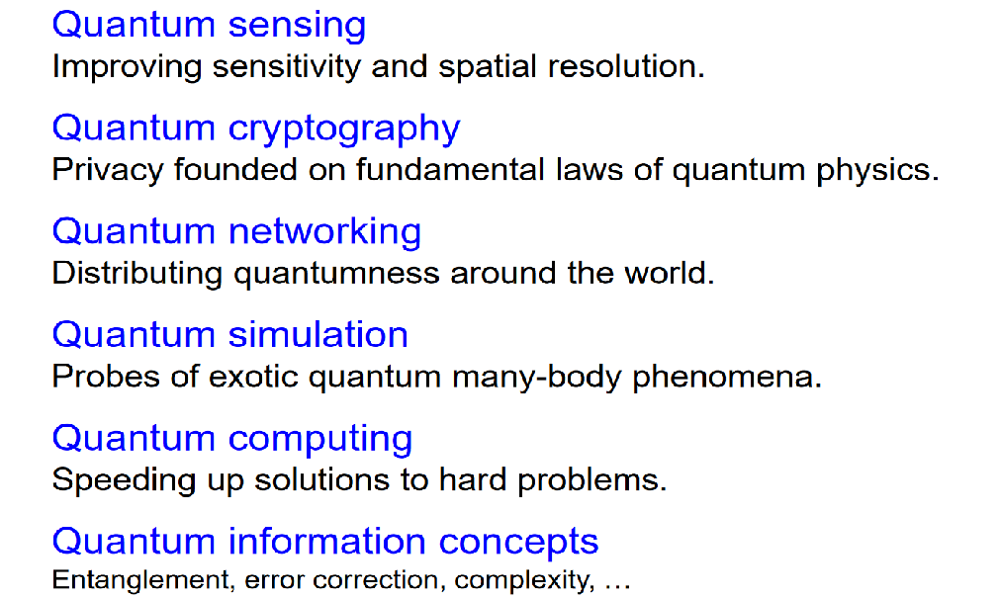 Quantum sensing
Improving sensitivity and spatial resolution.
Quantum cryptography
Privacy founded on fundamental laws of quantum physics.
Quantum networking
Distributing quantumness around the world.
Quantum simulation
Probes of exotic quantum many-body phenomena.
Quantum computing
Speeding up solutions to hard problems.
Quantum information concepts
Entanglement, error correction, complexity, …